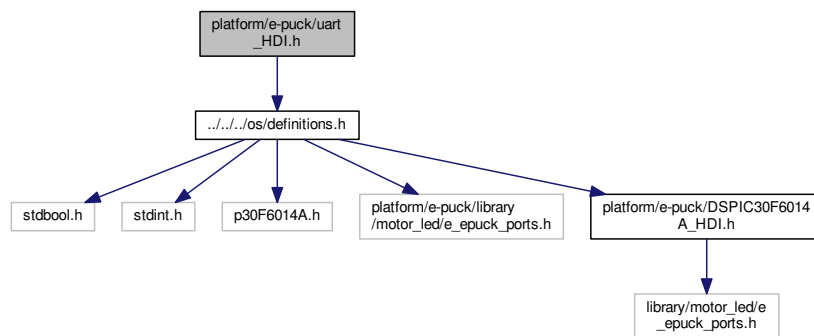 platform/e-puck/uart
_HDI.h
../../../os/definitions.h
stdbool.h
stdint.h
p30F6014A.h
platform/e-puck/library
/motor_led/e_epuck_ports.h
platform/e-puck/DSPIC30F6014
A_HDI.h
library/motor_led/e
_epuck_ports.h